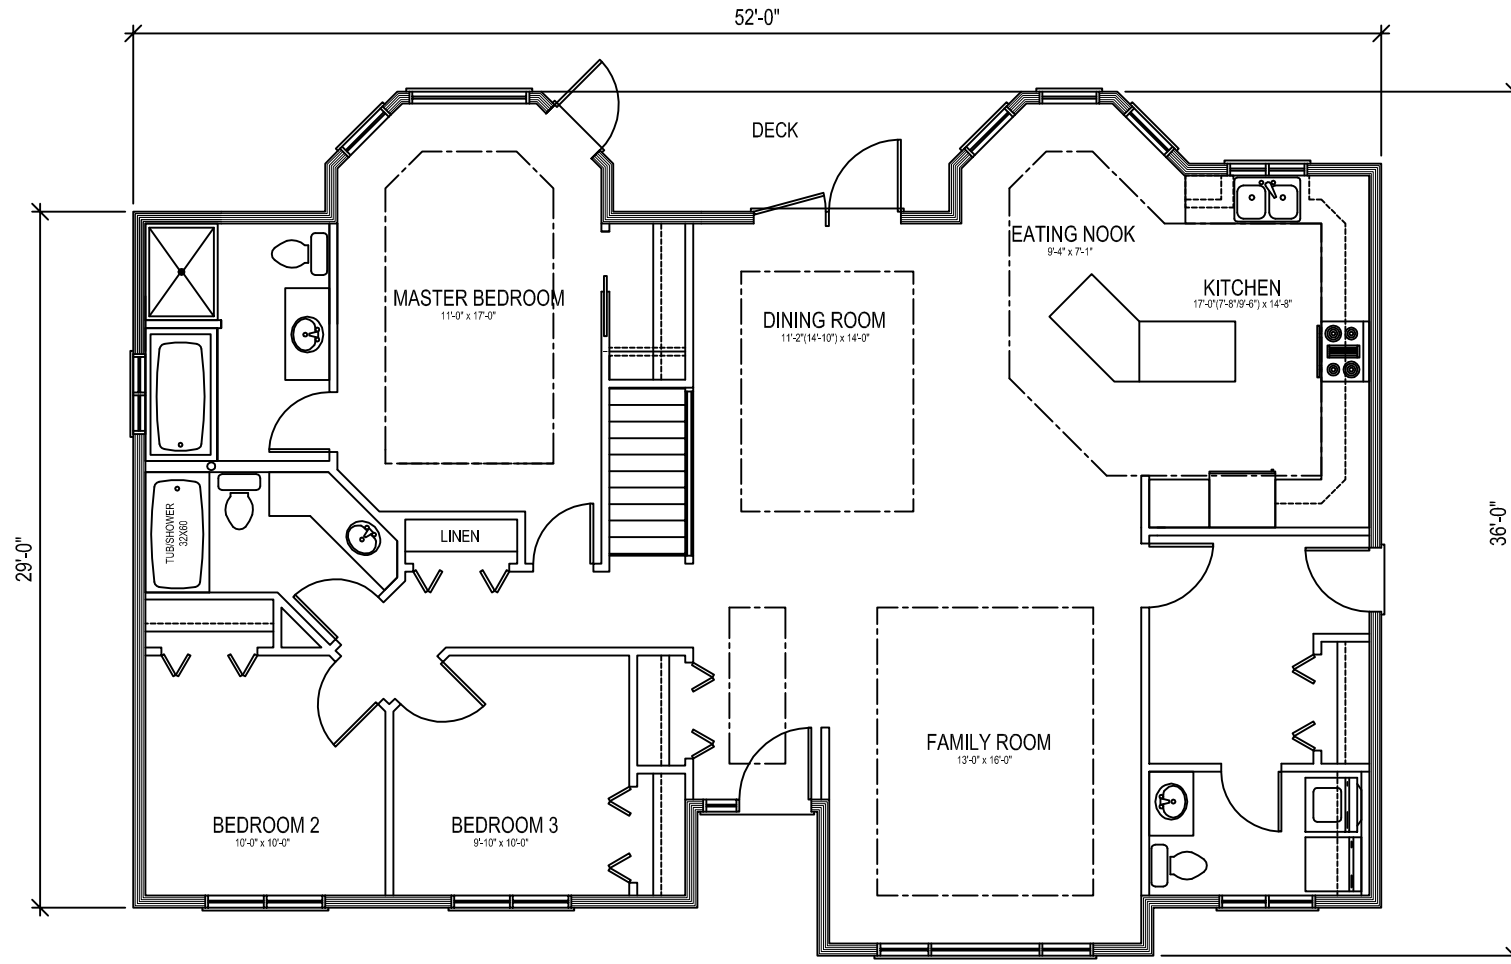 52'-0"
DECK
EATING NOOK
9'-4" x 7'-1"
KITCHEN
17'-0"(7'-8"/9'-6") x 14'-8"
MASTER BEDROOM
11'-0" x 17'-0"
DINING ROOM
11'-2"(14'-10") x 14'-0"
TUB/SHOWER
32X60
LINEN
29'-0"
36'-0"
FAMILY ROOM
13'-0" x 16'-0"
BEDROOM 2
10'-0" x 10'-0"
BEDROOM 3
9'-10" x 10'-0"